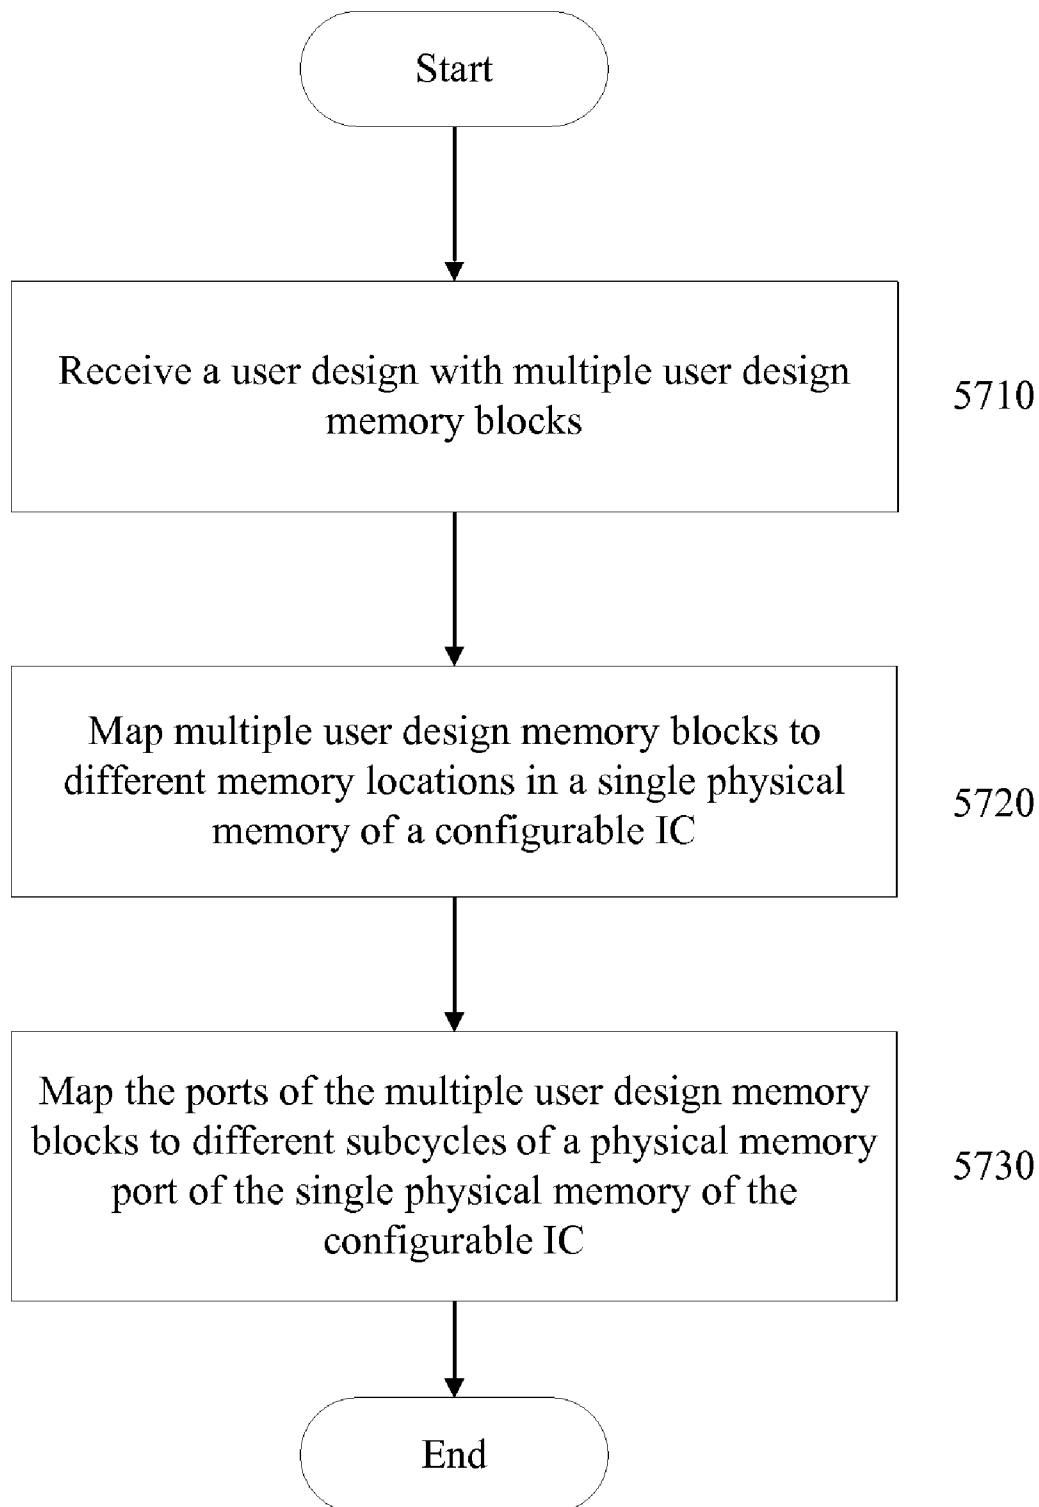 Start
Receive a user design with multiple user design
memory blocks
5710
Map multiple user design memory blocks to
different memory locations in a single physical
memory of a configurable IC
5720
Map the ports of the multiple user design memory
blocks to different subcycles of a physical memory
port of the single physical memory of the
configurable IC
5730
End